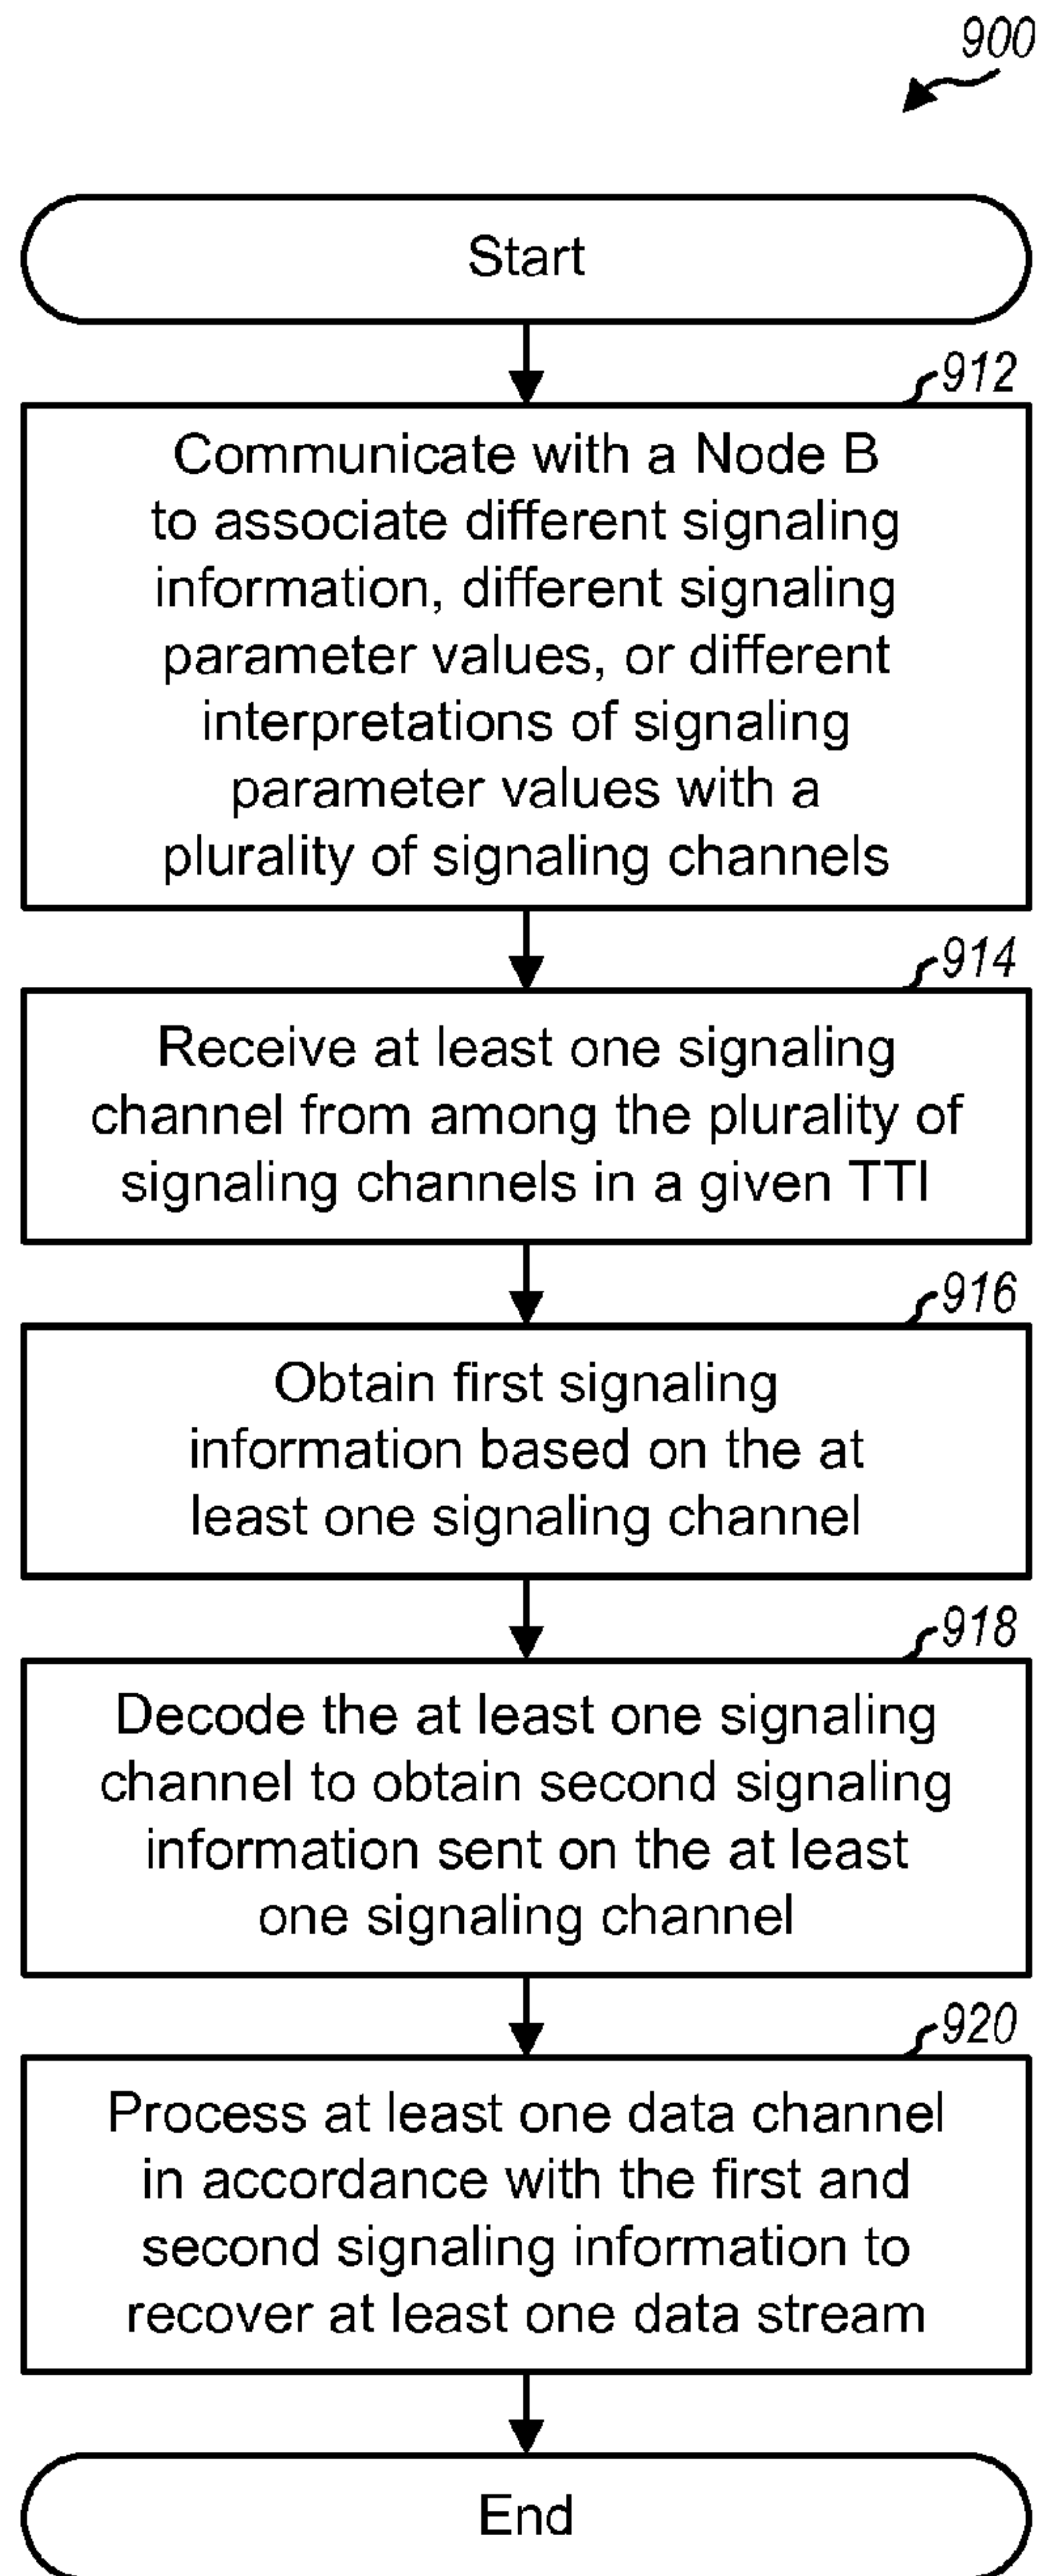 900
Start
912
Communicate with a Node B
to associate different signaling
information, different signaling
parameter values, or different
interpretations of signaling
parameter values with a
plurality of signaling channels
914
Receive at least one signaling
channel from among the plurality of
signaling channels in a given TTI
916
Obtain first signaling
information based on the at
least one signaling channel
918
Decode the at least one signaling
channel to obtain second signaling
information sent on the at least
one signaling channel
920
Process at least one data channel
in accordance with the first and
second signaling information to
recover at least one data stream
End